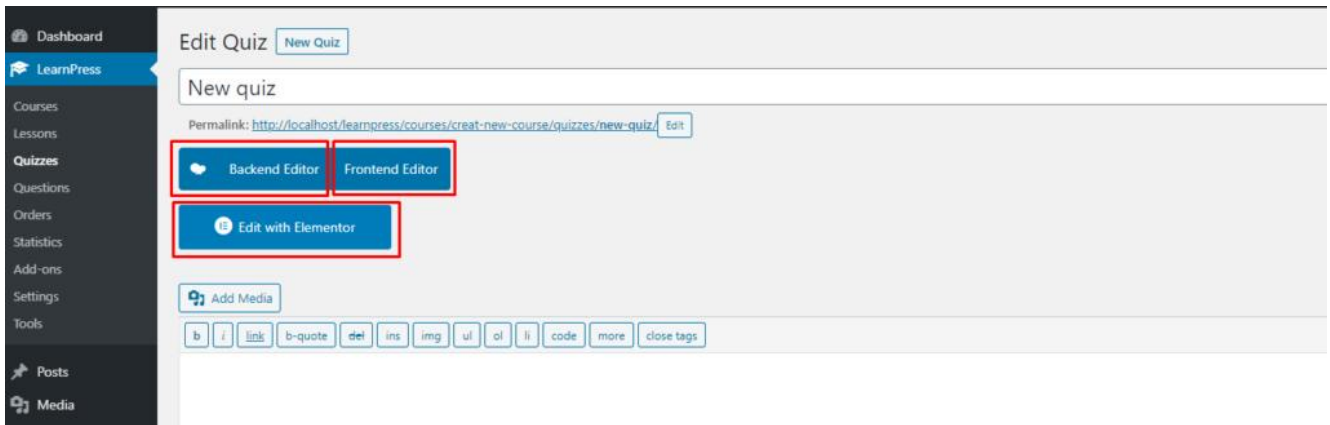 Dashboard
LearnPress
Courses
Lessons
Quizzes
Questions
Orders
Statistics
Add-ons
Settings
Tools
Posts
Media
Edit Quiz New Quiz
New quiz
Permalink: http://localhost/learnpress/courses/creat-new-course/quizzes/new-quiz/ Edit
Backend Editor Frontend Editor
Edit with Elementor
Add Media
b i link b-quote del ins img ul ol li code more close tags